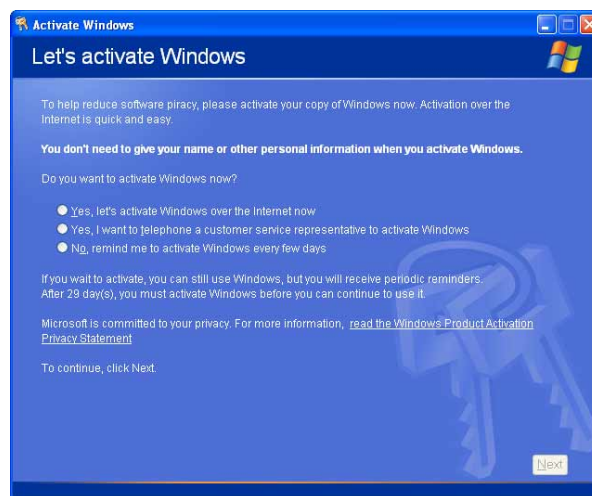 Activate Windows
Let's activate Windows
To help reduce software piracy, please activate your copy of Windows now. Activation over the
Internet is quick and easy.
You don't need to give your name or other personal information when you activate Windows.
Do you want to activate Windows now?
Yes, let's activate Windows over the Internet now
Yes, I want to telephone a customer service representative to activate Windows
No, remind me to activate Windows every few days
If you wait to activate, you can still use Windows, but you will receive periodic reminders.
After 29 day(s), you must activate Windows before you can continue to use it.
Microsoft is committed to your privacy. For more information, read the Windows Product Activation
Privacy Statement
To continue, click Next.
Next